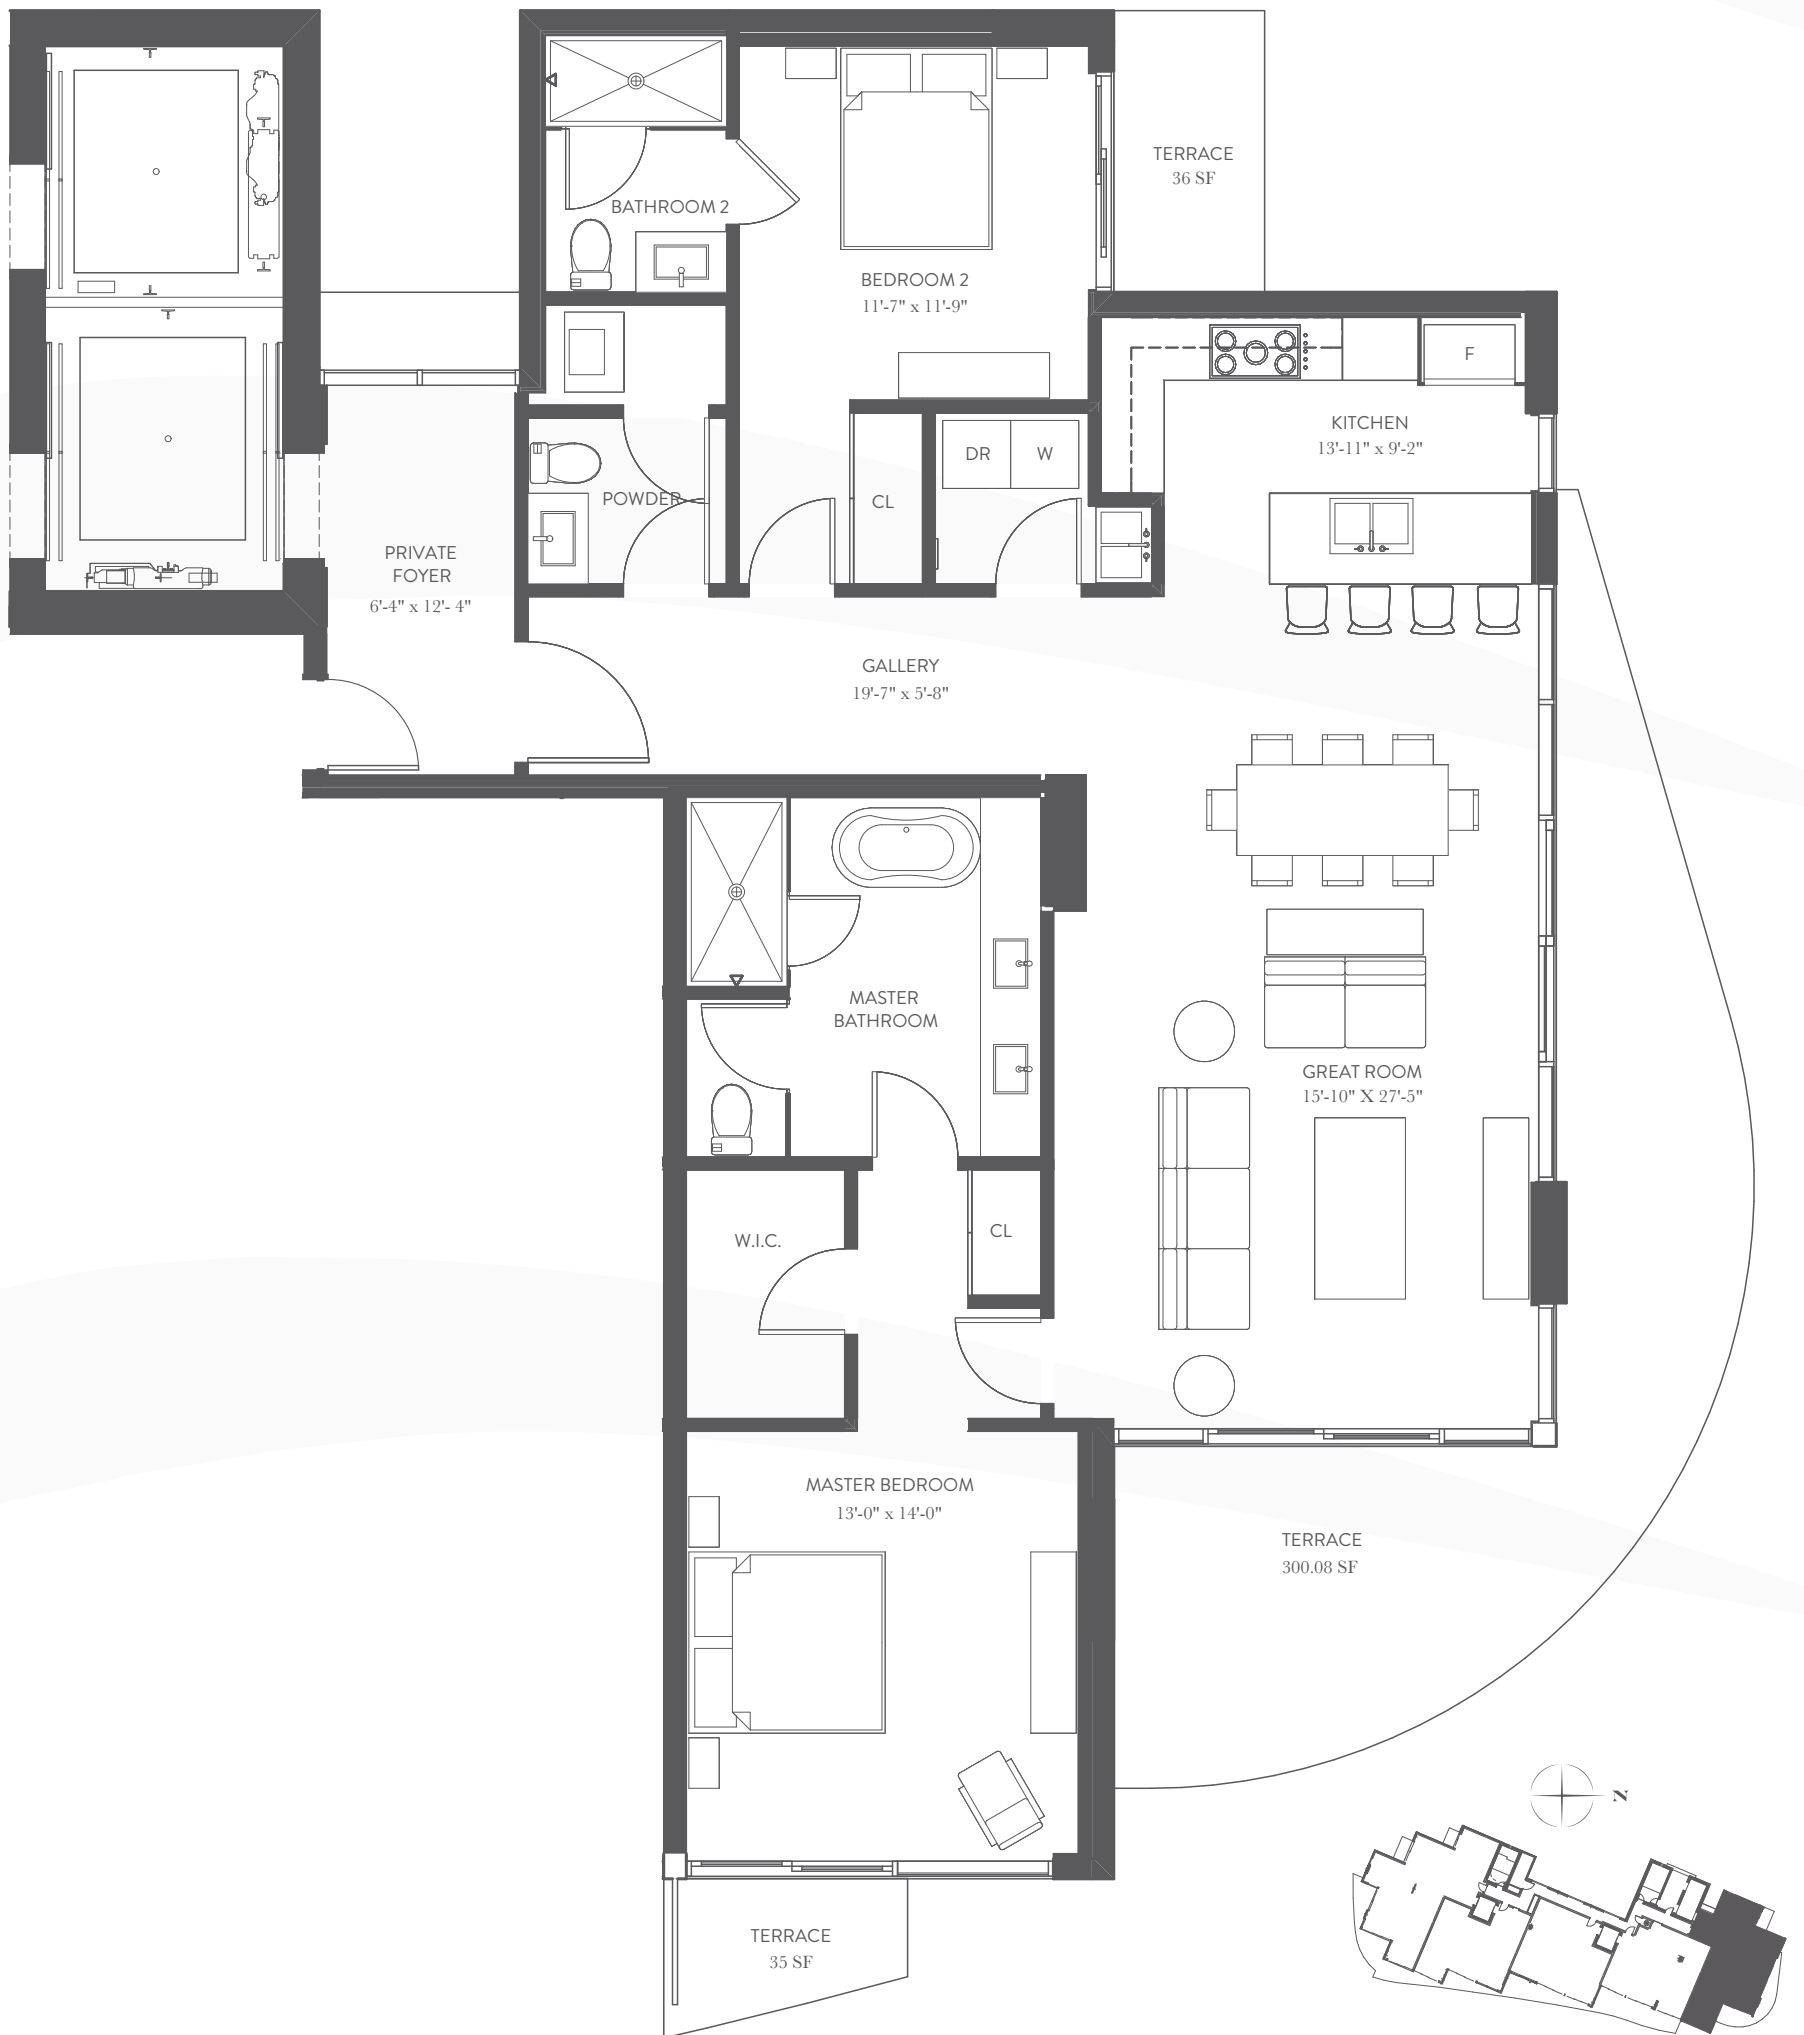 TERRACE
36 SF
BATHROOM 2
BEDROOM 2
11'-7" x 11'-9"
F
KITCHEN
13'-11" x 9'-2"
DR
W
POWDER
CL
PRIVATE
FOYER
6'-4" x 12'- 4"
GALLERY
19'-7" x 5'-8"
MASTER
BATHROOM
GREAT ROOM
15'-10" X 27'-5"
W.I.C.
CL
MASTER BEDROOM
13'-0" x 14'-0"
TERRACE
300.08 SF
N
TERRACE
35 SF